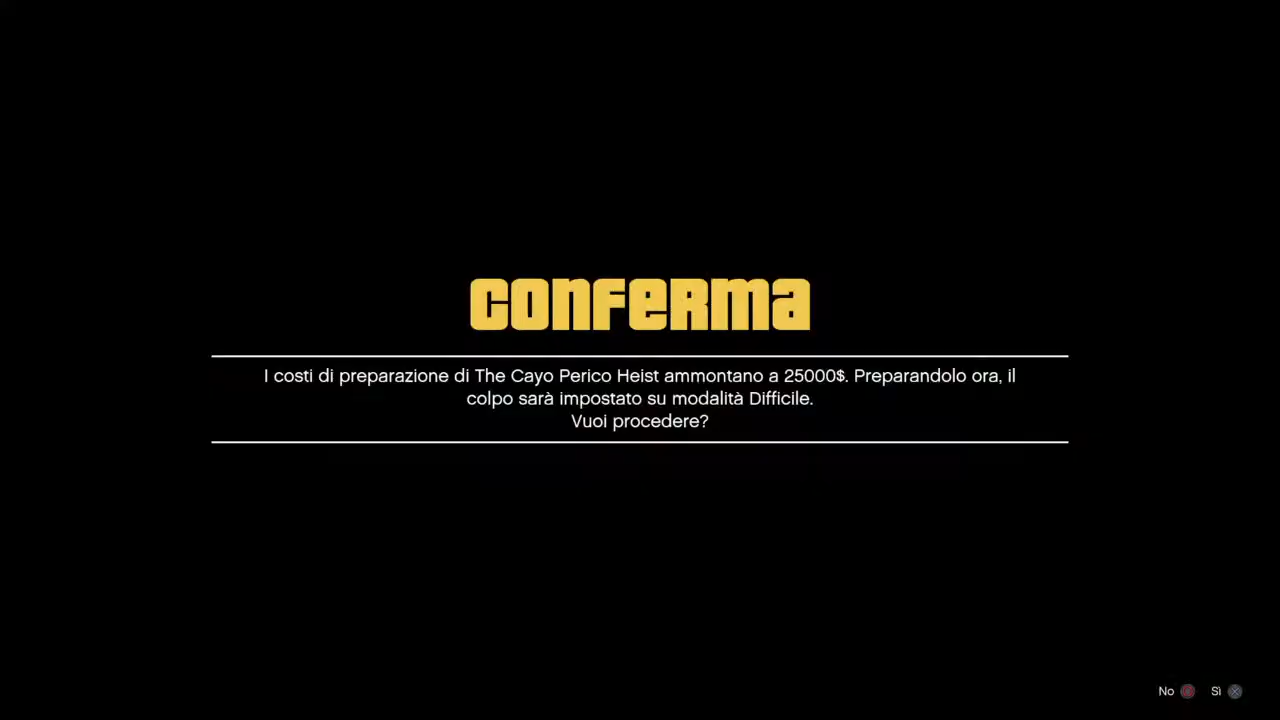 conferma
I costi di preparazione di The Cayo Perico Heist ammontano a 25000$. Preparandolo ora, il
colpo sarà impostato su modalità Difficile.
Vuoi procedere?
No Sì